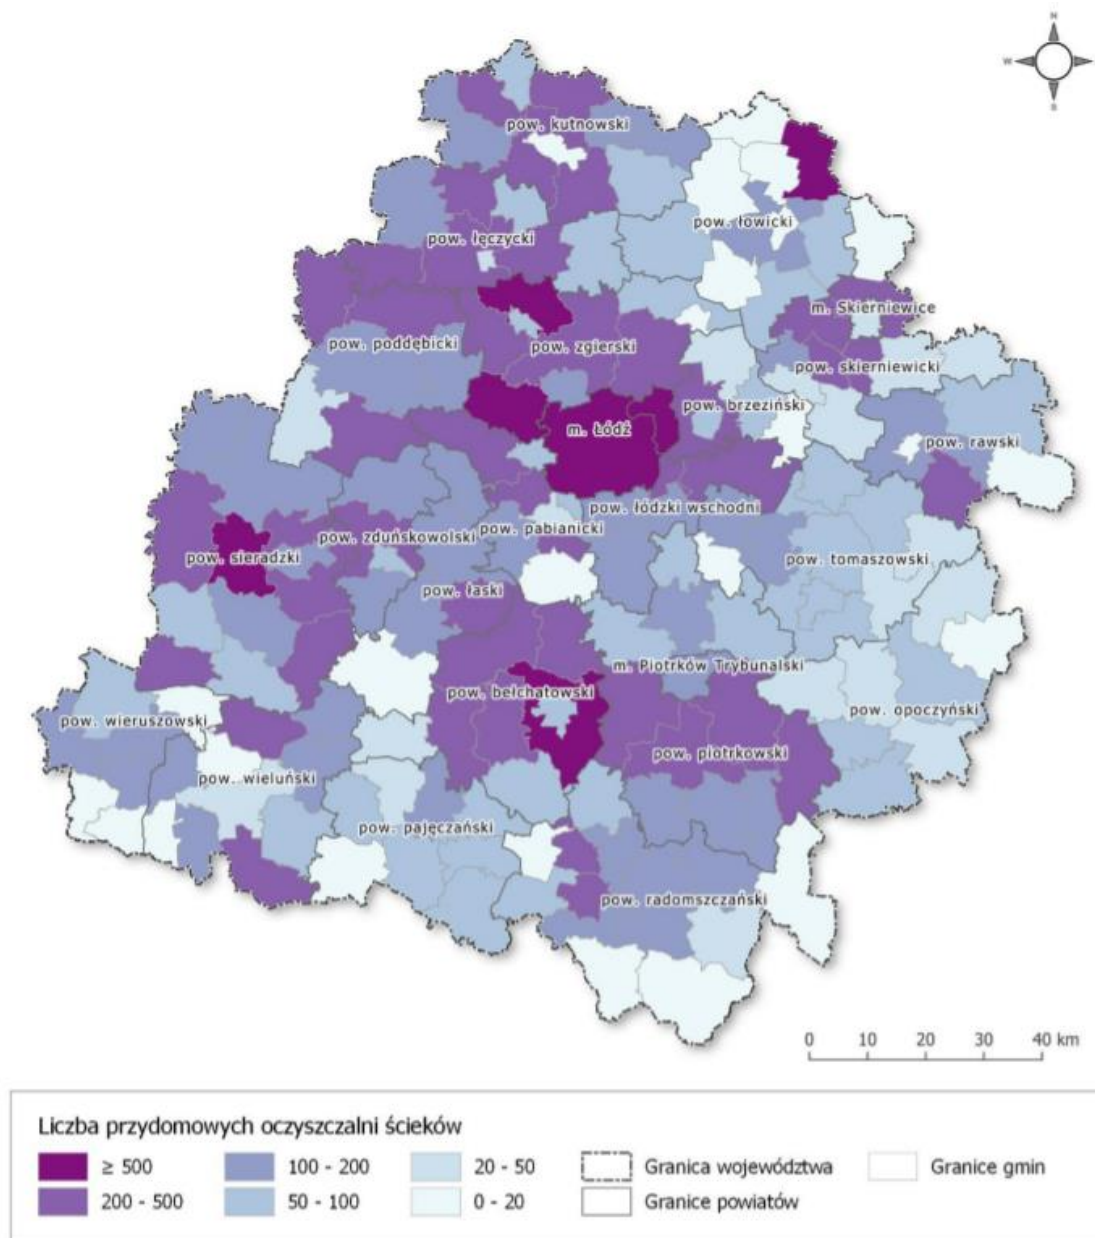 N
W
S
pow. kutnowski
pow. łowicki
pow. łęczycki
m. Skierniewice
pow. poddębicki
pow. zgierski
pow. skierniewicki
pow. brzeziński
m. Łódź
pow. rawski
pow. łódzki wschodni
pow. pabianicki
pow. zduńskowolski
pow. sieradzki
pow. tomaszowski
pow. łaski
m. Piotrków Trybunalski
pow. bełchatowski
pow. wieruszowski
pow. opoczyński
pow. piotrkowski
pow. wieluński
pow. pajęczański
pow. radomszczański
0 10 20 30 40 km
Liczba przydomowych oczyszczalni ścieków
≥ 500 100 - 200 20 - 50 Granica województwa Granice gmin
200 - 500 50 - 100 0 - 20 Granice powiatów